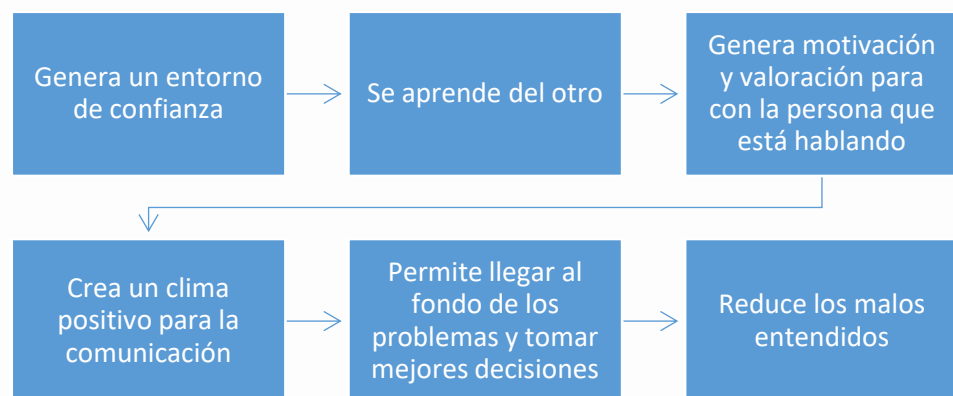 Genera un entorno
de confianza
Se aprende del otro
Genera motivación
y valoración para
con la persona que
está hablando
Crea un clima
positivo para la
comunicación
Permite llegar al
fondo de los
problemas y tomar
mejores decisiones
Reduce los malos
entendidos